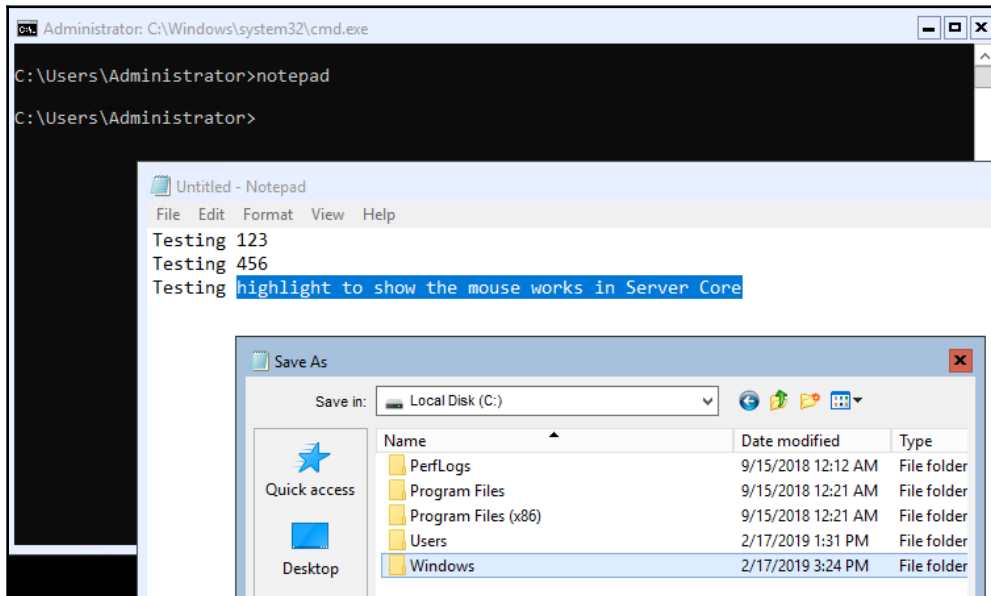 Administrator: C:\Windows\system32\cmd.exe
C:\Users\Administrator>notepad
C:\Users\Administrator>
Untitled - Notepad
File Edit Format View Help
Testing 123
Testing 456
Testing highlight to show the mouse works in Server Core
Save As
Save in: Local Disk (C:)
Name Date modified Type
PerfLogs 9/15/2018 12:12 AM File folder
Quick access Program Files 9/15/2018 12:21 AM File folder
Program Files (x86) 9/15/2018 12:21 AM File folder
Users 2/17/2019 1:31 PM File folder
Desktop Windows 2/17/2019 3:24 PM File folder